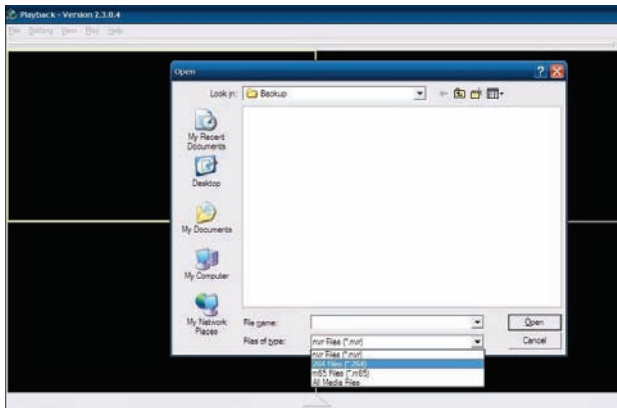 Playback - Version 2.3.0.4
File Setting View Play Help
Open
Look in: Backup
My Recent
Documents
Desktop
My Documents
My Computer
My Network
Places
File name:
Open
Files of type: nvr Files (*.nvr)
Cancel
nvr Files (*.nvr)
264 Files (*.264)
m65 Files (*.m65)
All Media Files